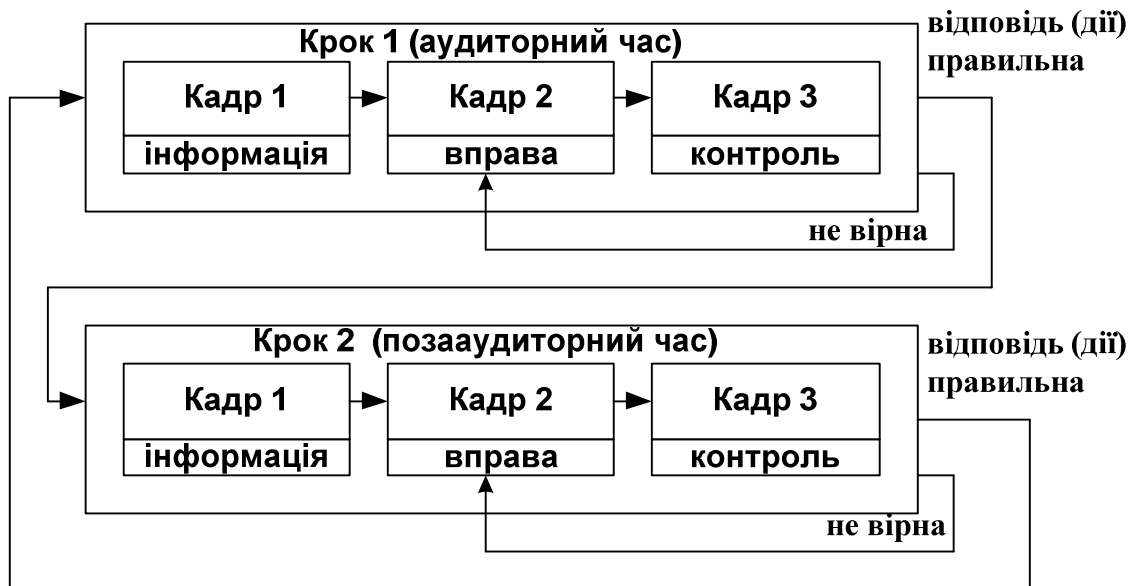 відповідь (дії)
правильна
Крок 1 (аудиторний час)
Кадр 1
Кадр 2
Кадр 3
інформація
вправа
контроль
не вірна
Крок 2 (позааудиторний час)
відповідь (дії)
правильна
Кадр 1
Кадр 2
Кадр 3
інформація
вправа
контроль
не вірна